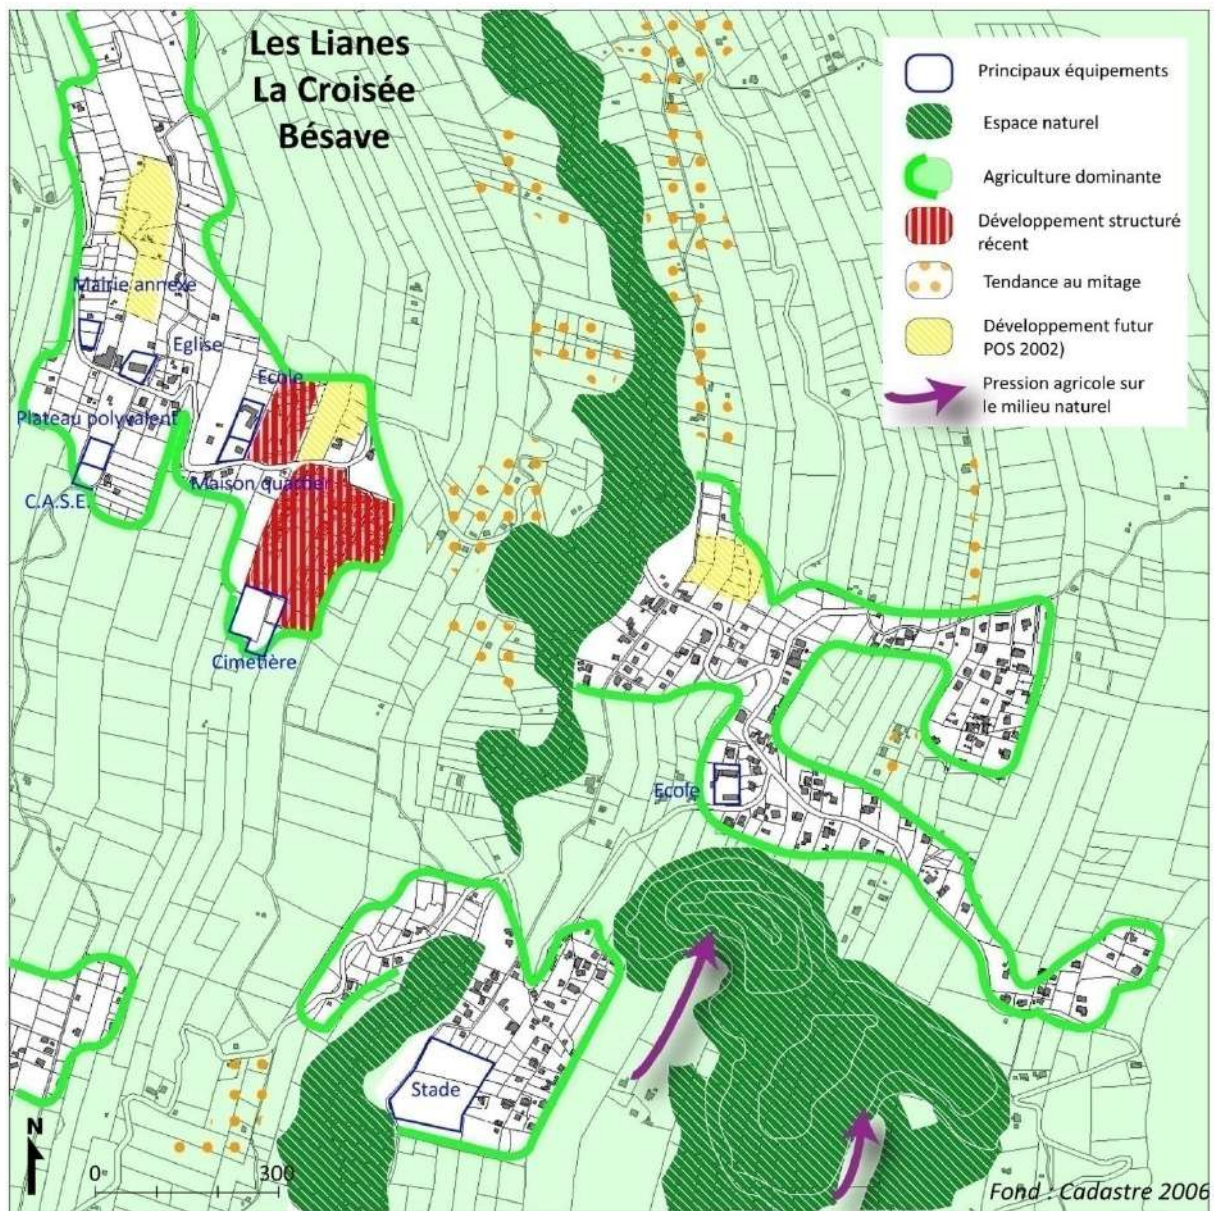 Les Lianes
La Croisée
Bésave
Principaux équipements
Espace naturel
Agriculture dominante
Développement structuré
récent
Tendance au mitage
Développement futur
POS 2002)
Pression agricole sur
le milieu naturel
Mairie annexe
Eglise
Ecole
Plateau polyvalent
Maison quartier
C.A.S.E.
Cimetière
Ecole
Stade
N
0 300
Fond : Cadastre 2006